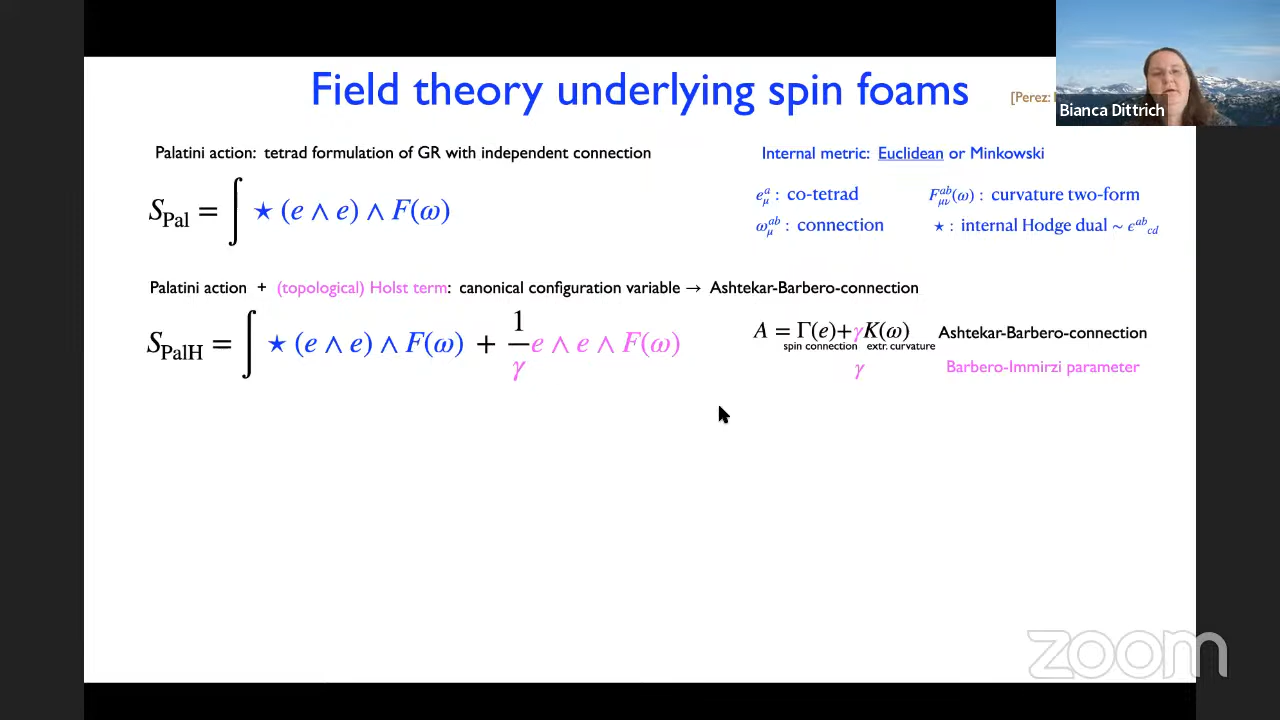 Field theory underlying spin foams
[Perez:
Bianca Dittrich
Palatini action: tetrad formulation of GR with independent connection
S_Pal = ∫ ⋆ (e ∧ e) ∧ F(ω)
Internal metric: Euclidean or Minkowski
e^a_μ : co-tetrad F^{ab}_{μν}(ω) : curvature two-form
ω^{ab}_μ : connection ⋆ : internal Hodge dual ~ ϵ^{ab}_{cd}
Palatini action + (topological) Holst term: canonical configuration variable → Ashtekar-Barbero-connection
S_PalH = ∫ ⋆ (e ∧ e) ∧ F(ω) + 1/γ e ∧ e ∧ F(ω)
A = Γ(e)+γK(ω) Ashtekar-Barbero-connection
spin connection extr. curvature
γ Barbero-Immirzi parameter
zoom